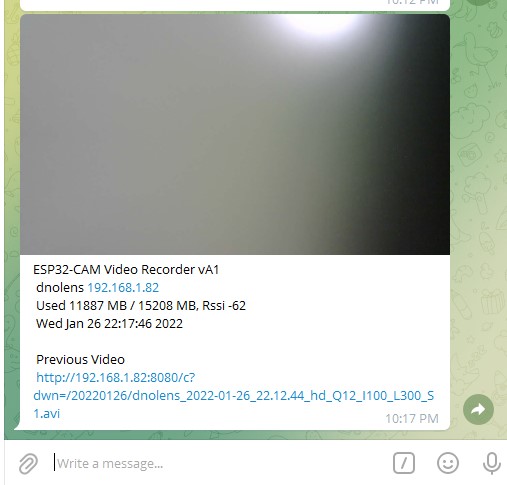 10:12 PM
ESP32-CAM Video Recorder vA1
dnolens 192.168.1.82
Used 11887 MB / 15208 MB, Rssi -62
Wed Jan 26 22:17:46 2022
Previous Video
http://192.168.1.82:8080/c?
dwn=/20220126/dnolens_2022-01-26_22.12.44_hd_Q12_I100_L300_S
1.avi
10:17 PM
Write a message...